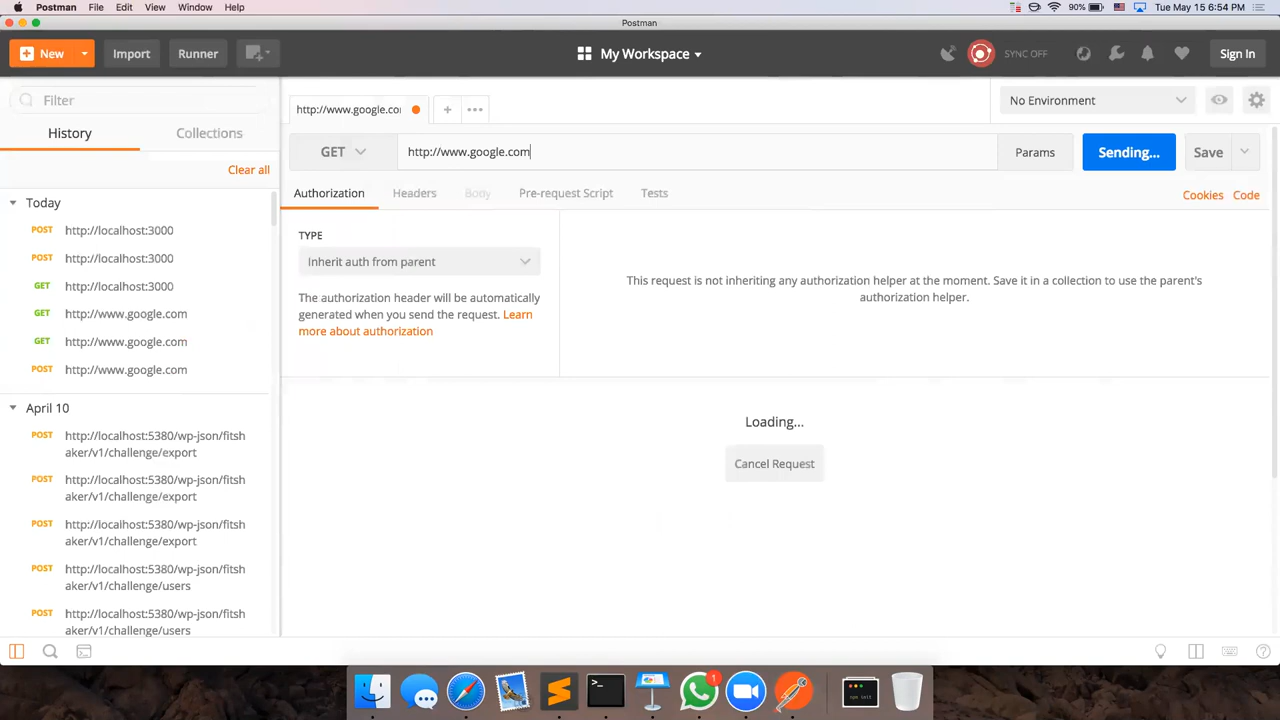 Postman File Edit View Window Help 90% Tue May 15 6:54 PM
Postman
New Import Runner My Workspace SYNC OFF Sign In
Filter
History Collections
Clear all
Today
POST http://localhost:3000
POST http://localhost:3000
GET http://localhost:3000
GET http://www.google.com
GET http://www.google.com
POST http://www.google.com
April 10
POST http://localhost:5380/wp-json/fitsh
aker/v1/challenge/export
POST http://localhost:5380/wp-json/fitsh
aker/v1/challenge/export
POST http://localhost:5380/wp-json/fitsh
aker/v1/challenge/export
POST http://localhost:5380/wp-json/fitsh
aker/v1/challenge/users
POST http://localhost:5380/wp-json/fitsh
aker/v1/challenge/users
http://www.google.co
No Environment
GET http://www.google.com Params Sending... Save
Authorization Headers Body Pre-request Script Tests Cookies Code
TYPE
Inherit auth from parent
The authorization header will be automatically
generated when you send the request. Learn
more about authorization
This request is not inheriting any authorization helper at the moment. Save it in a collection to use the parent's
authorization helper.
Loading...
Cancel Request
1
npm init